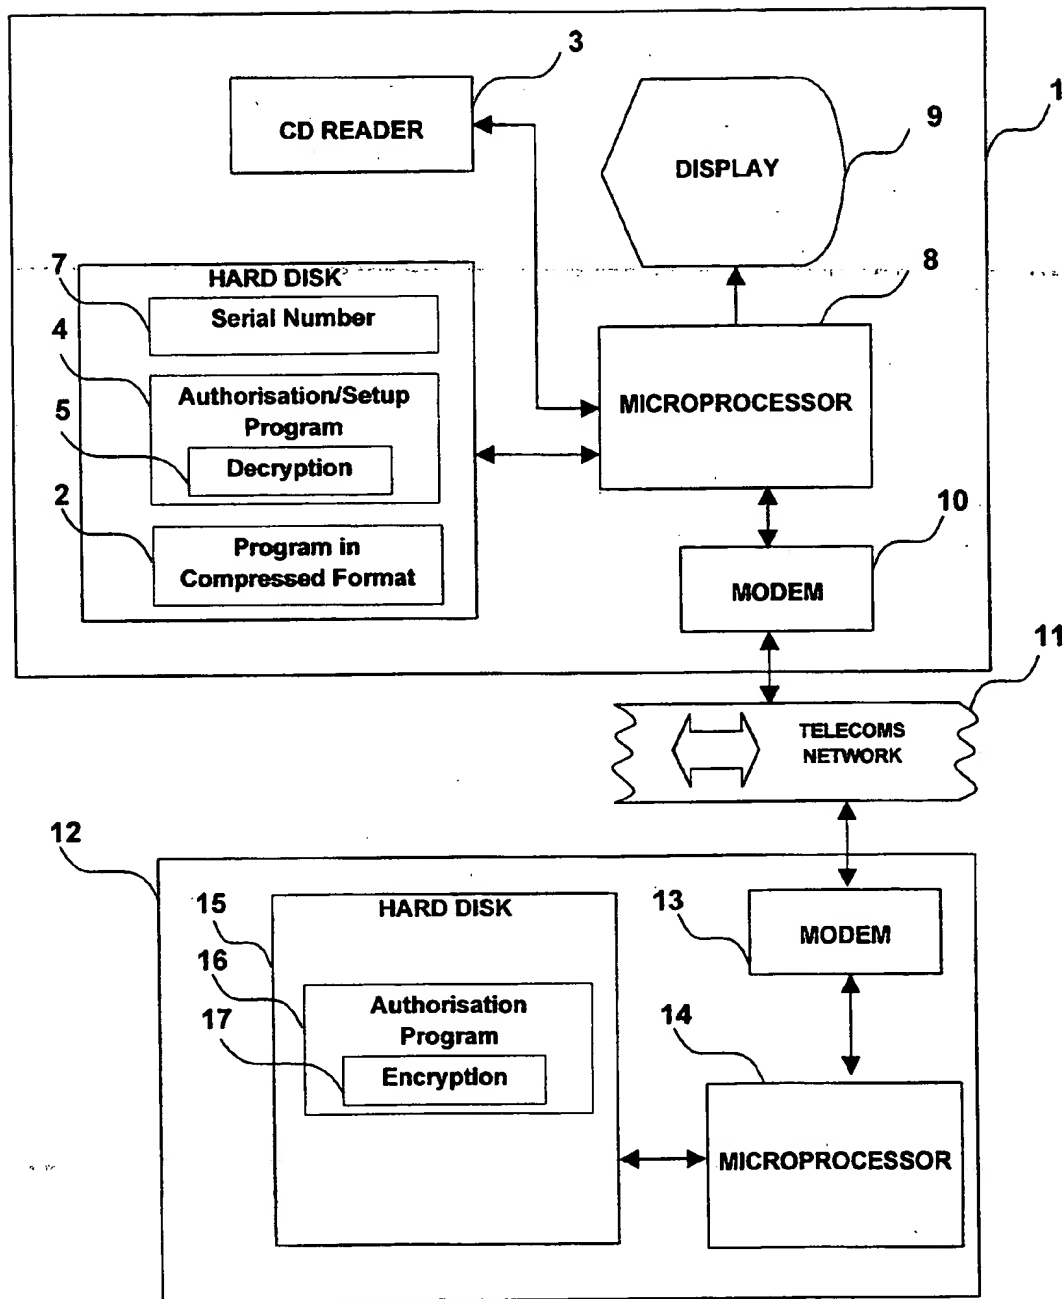 3
CD READER
1
9
DISPLAY
7
HARD DISK
8
Serial Number
4
Authorisation/Setup
Program
MICROPROCESSOR
5
Decryption
2
10
Program in
Compressed Format
MODEM
11
TELECOMS
NETWORK
12
HARD DISK
13
MODEM
15
16
Authorisation
Program
17
14
Encryption
MICROPROCESSOR